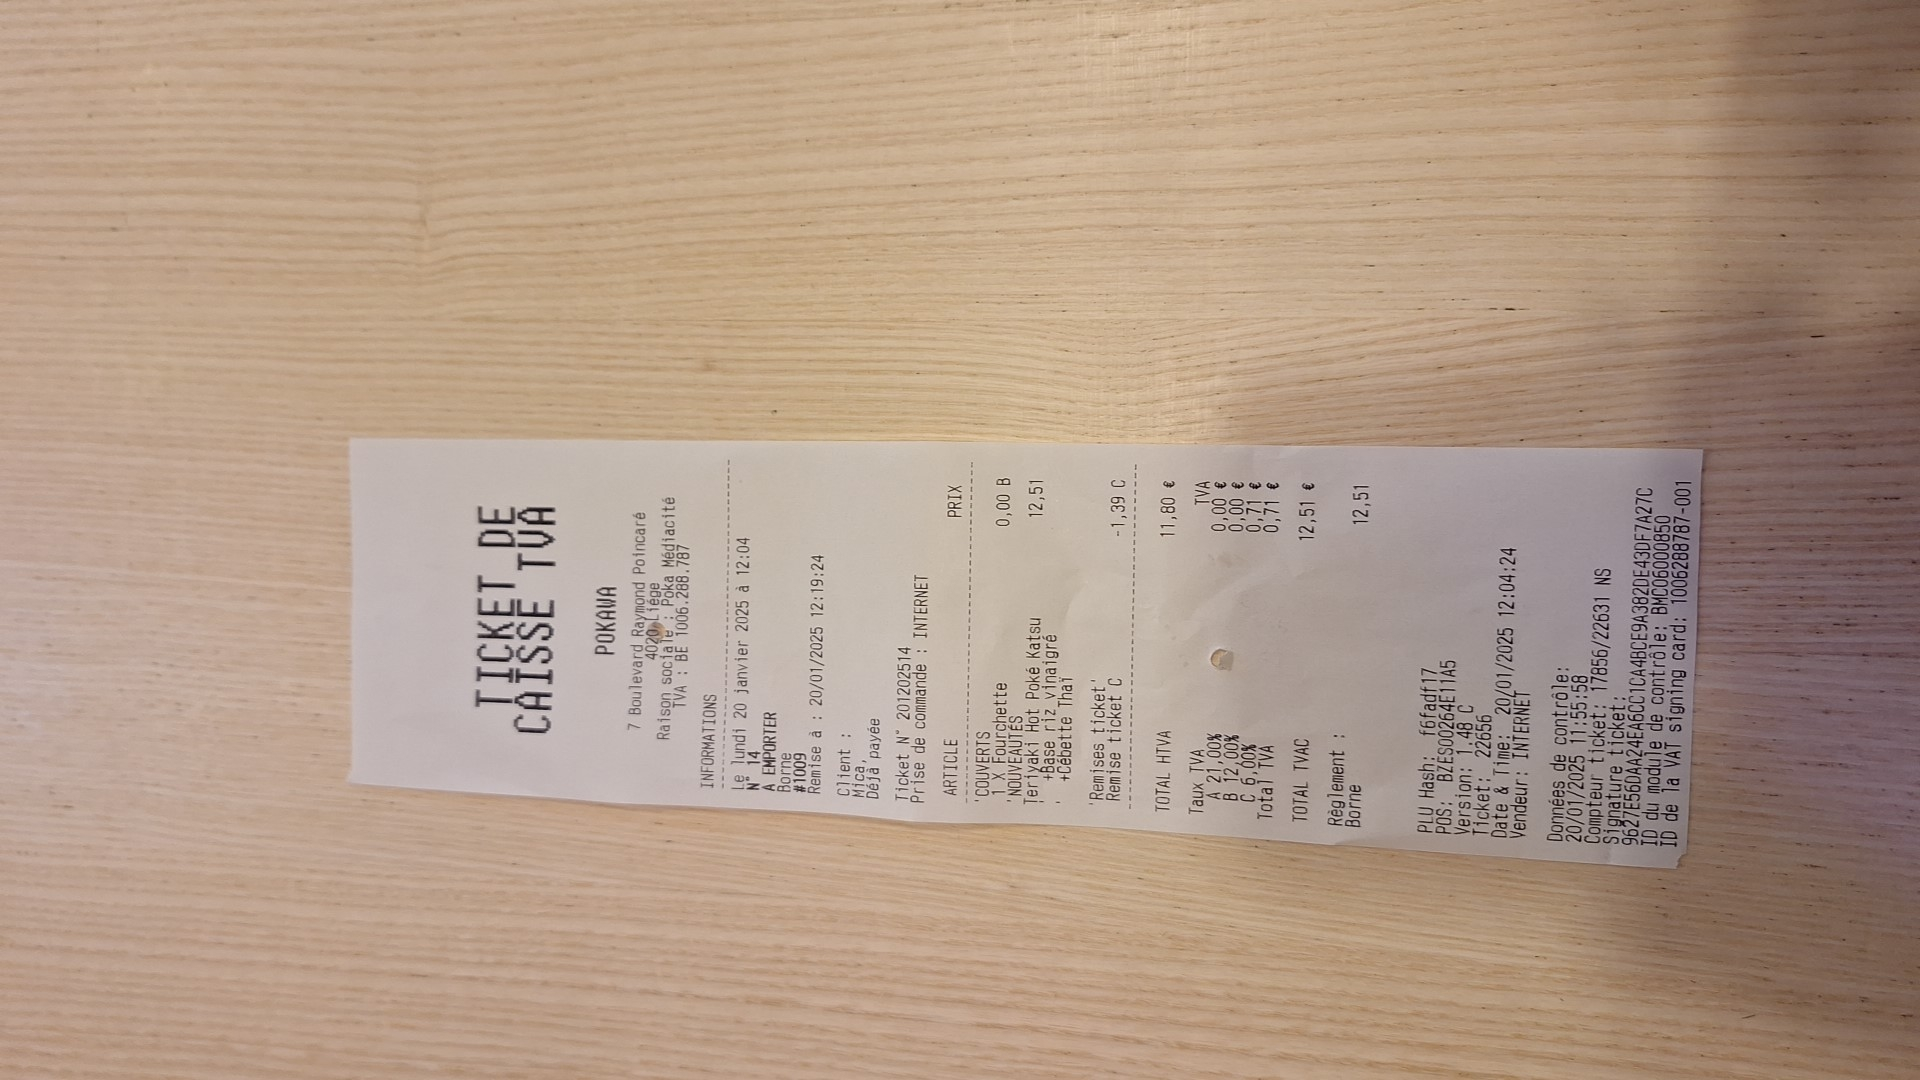 TICKET DE
CAISSE TVA
POKAWA
7 Boulevard Raymond Poincaré
4020 Liége
Raison sociale : Poka Médiacité
TVA : BE 1006.288.787
INFORMATIONS
Le lundi 20 janvier 2025 à 12:04
N° 14
A EMPORTER
Borne
#1009
Remise à : 20/01/2025 12:19:24
Client :
Mica,
Déjà payée
Ticket N° 201202514
Prise de commande : INTERNET
ARTICLE PRIX
'COUVERTS
1 X Fourchette 0,00 B
'NOUVEAUTÉS
Teriyaki Hot Poké Katsu 12,51
+Base riz vinaigré
+Cébette Thaï
'Remises ticket'
Remise ticket C -1,39 C
TOTAL HTVA 11,80 €
Taux TVA TVA
A 21,00% 0,00 €
B 12,00% 0,00 €
C 6,00% 0,71 €
Total TVA 0,71 €
TOTAL TVAC 12,51 €
Règlement :
Borne 12,51
PLU Hash: f6fadf17
POS: BZES00264E11A5
Version: 1.48 C
Ticket: 22656
Date & Time: 20/01/2025 12:04:24
Vendeur: INTERNET
Données de contrôle:
20/01/2025 11:55:58
Compteur ticket: 17856/22631 NS
Signature ticket:
9627E56DAA24EA6CC1CA4BCE9A382DE43DF7A27C
ID du module de contrôle: BMC06000850
ID de la VAT signing card: 1006288787-001